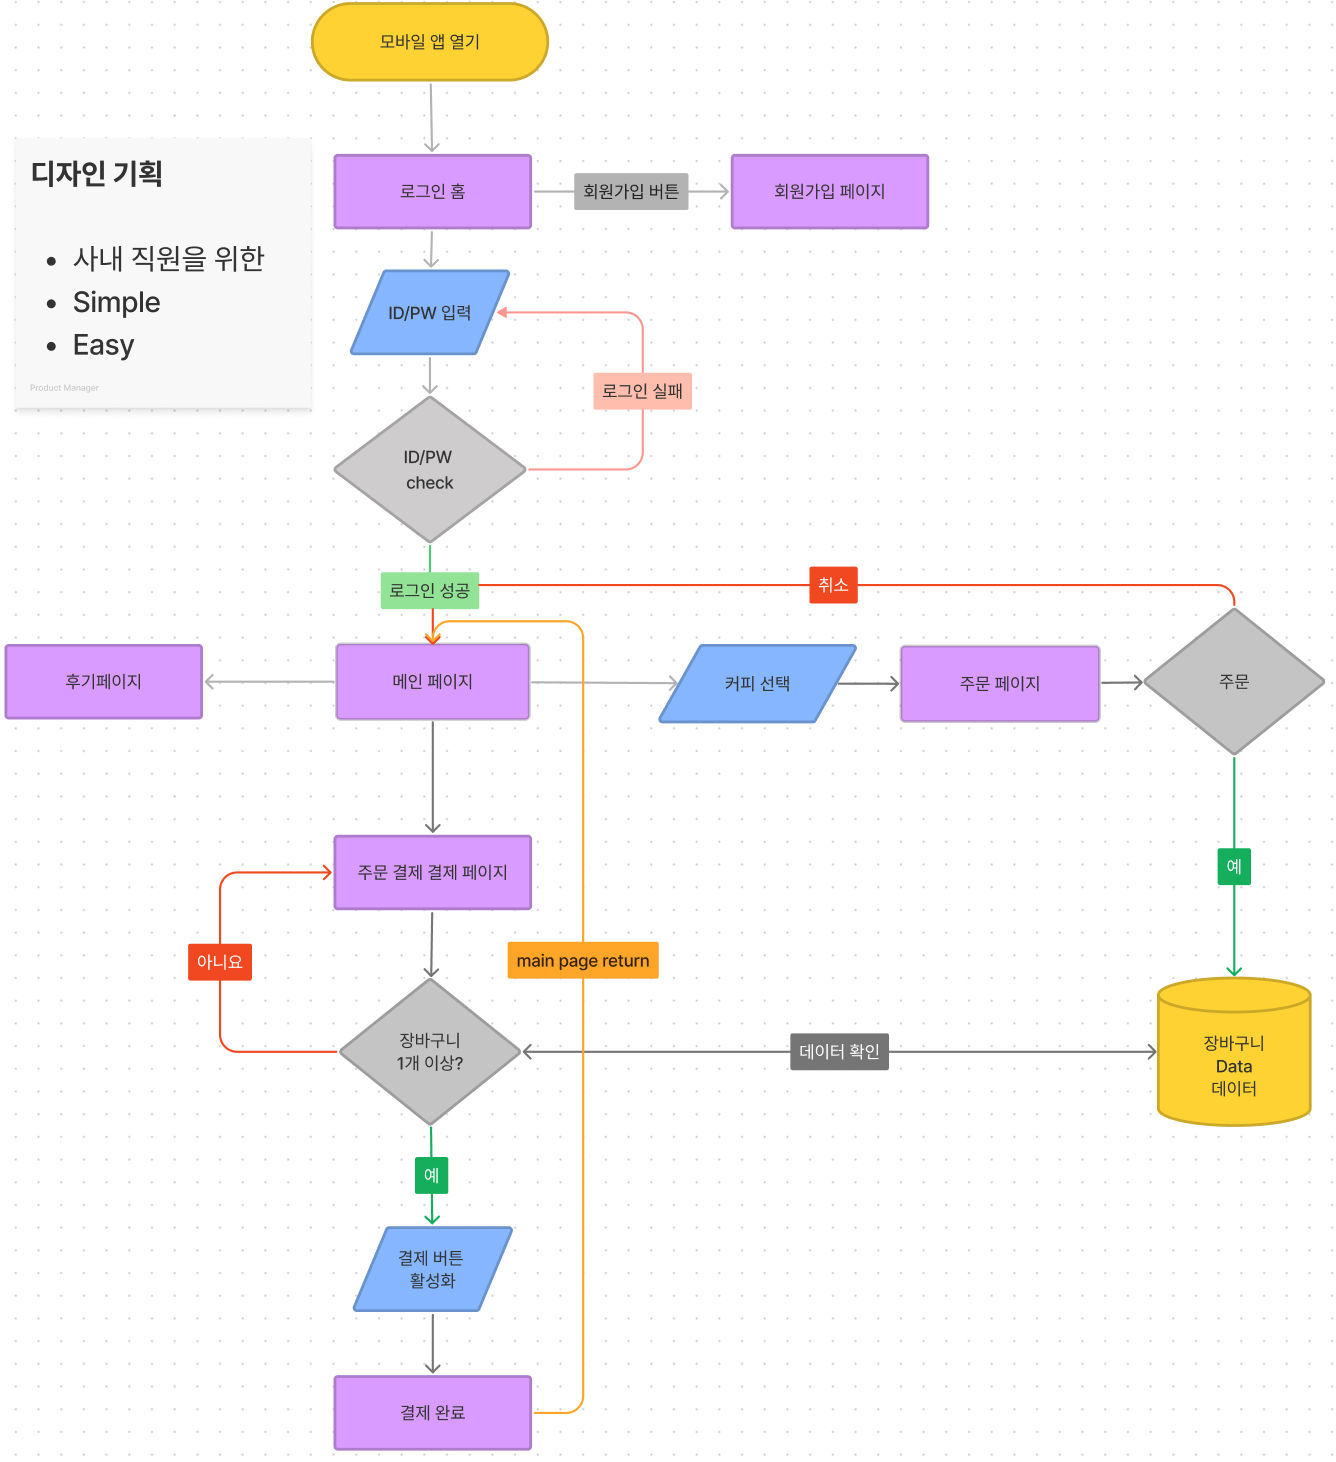 모바일 앱 열기
디자인 기획
• 사내 직원을 위한
• Simple
• Easy
Product Manager
로그인 홈
회원가입 버튼
회원가입 페이지
ID/PW 입력
로그인 실패
ID/PW
check
로그인 성공
취소
후기페이지
메인 페이지
커피 선택
주문 페이지
주문
주문 결제 결제 페이지
예
아니요
main page return
장바구니
1개 이상?
데이터 확인
장바구니
Data
데이터
예
결제 버튼
활성화
결제 완료